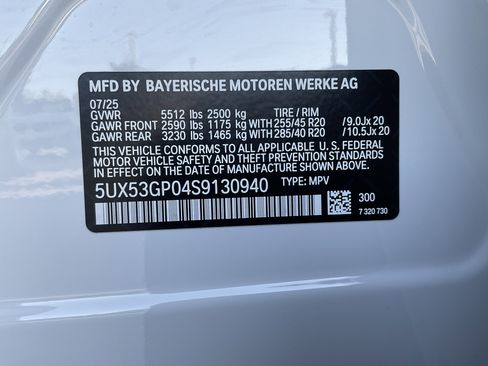 MFD BY BAYERISCHE MOTOREN WERKE AG
07/25
GVWR 5512 lbs 2500 kg TIRE / RIM
GAWR FRONT 2590 lbs 1175 kg WITH 255/45 R20 /9.0Jx 20
GAWR REAR 3230 lbs 1465 kg WITH 285/40 R20 /10.5Jx 20
THIS VEHICLE CONFORMS TO ALL APPLICABLE U. S. FEDERAL
MOTOR VEHICLE SAFETY AND THEFT PREVENTION STANDARDS
IN EFFECT ON THE DATE OF MANUFACTURE SHOWN ABOVE.
5UX53GP04S9130940 TYPE: MPV
300
7 320 730